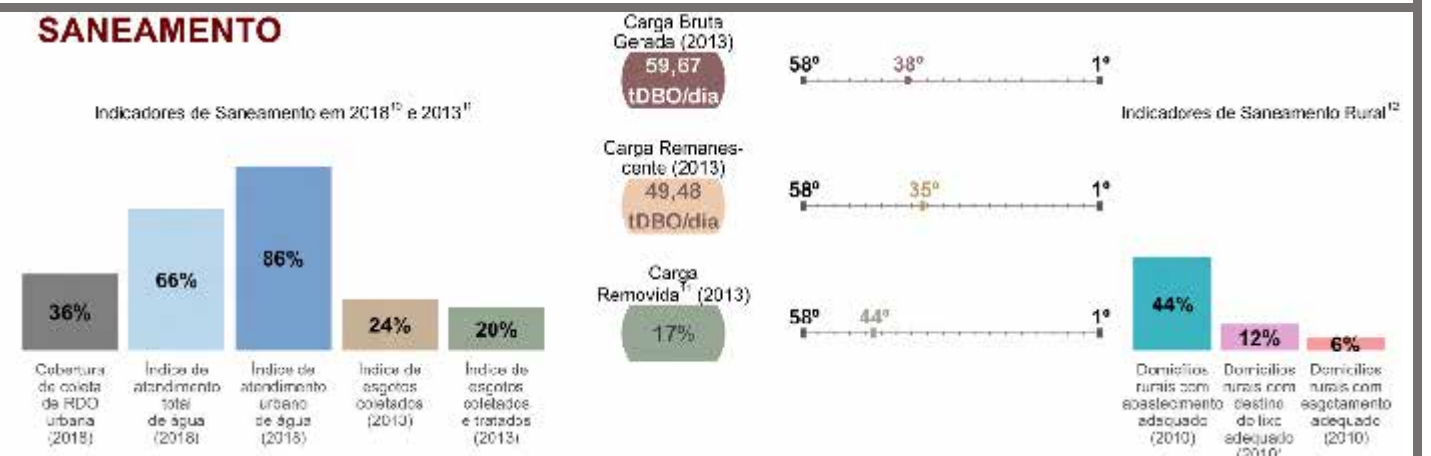 SANEAMENTO
Indicadores de Saneamento em 2018¹⁰ e 2013¹¹
36%
66%
86%
24%
20%
Cobertura
de coleta
de RDO
urbana
(2018)
Índice de
atendimento
total
de água
(2018)
Índice de
atendimento
urbano
de água
(2018)
Índice de
esgotos
coletados
(2013)
Índice de
esgotos
coletados
e tratados
(2013)
Carga Bruta
Gerada (2013)
59,67
tDBO/dia
58º 38º 1º
Carga Remanes-
cente (2013)
49,48
tDBO/dia
58º 35º 1º
Carga
Removida¹¹ (2013)
17%
58º 44º 1º
Indicadores de Saneamento Rural¹²
44%
12%
6%
Domicílios
rurais com
abastecimento
adequado
(2010)
Domicílios
rurais com
destino
do lixo
adequado
(2010)
Domicílios
rurais com
esgotamento
adequado
(2010)